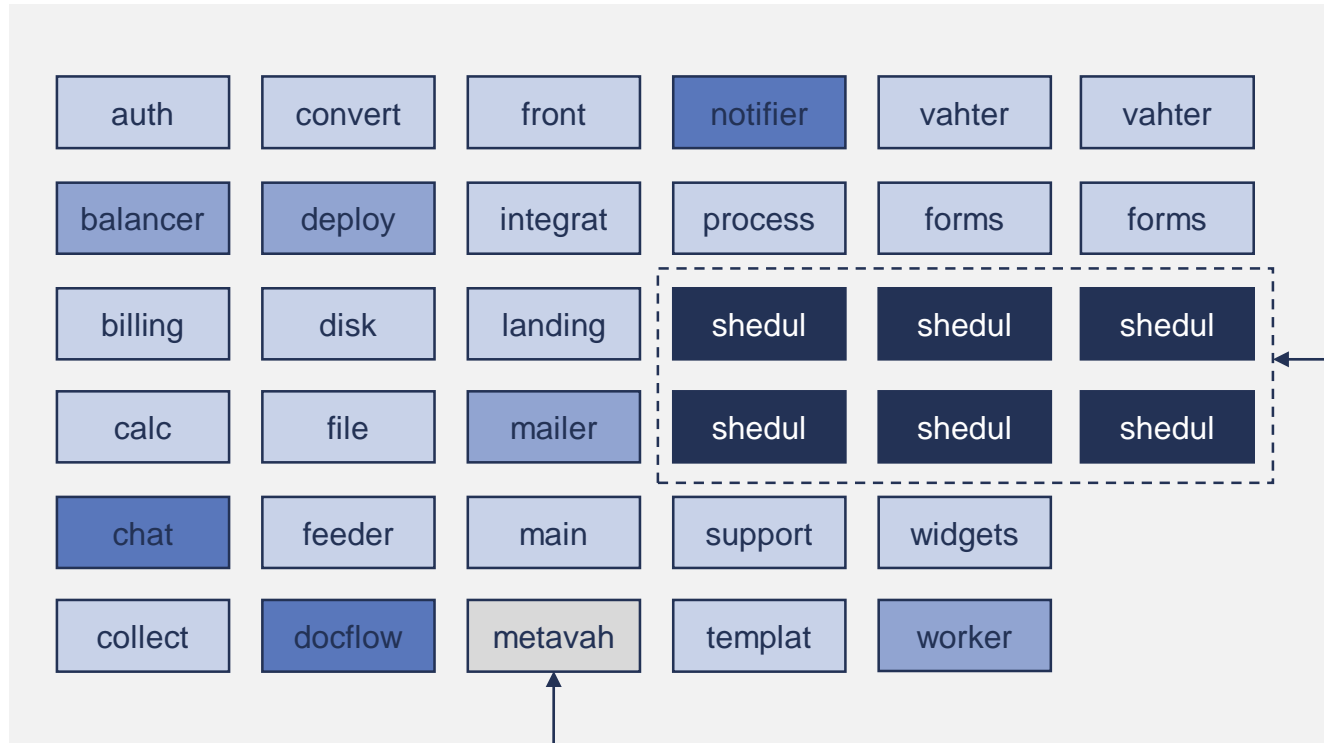 auth convert front notifier vahter vahter
balancer deploy integrat process forms forms
billing disk landing shedul shedul shedul
calc file mailer shedul shedul shedul
chat feeder main support widgets
collect docflow metavah templat worker